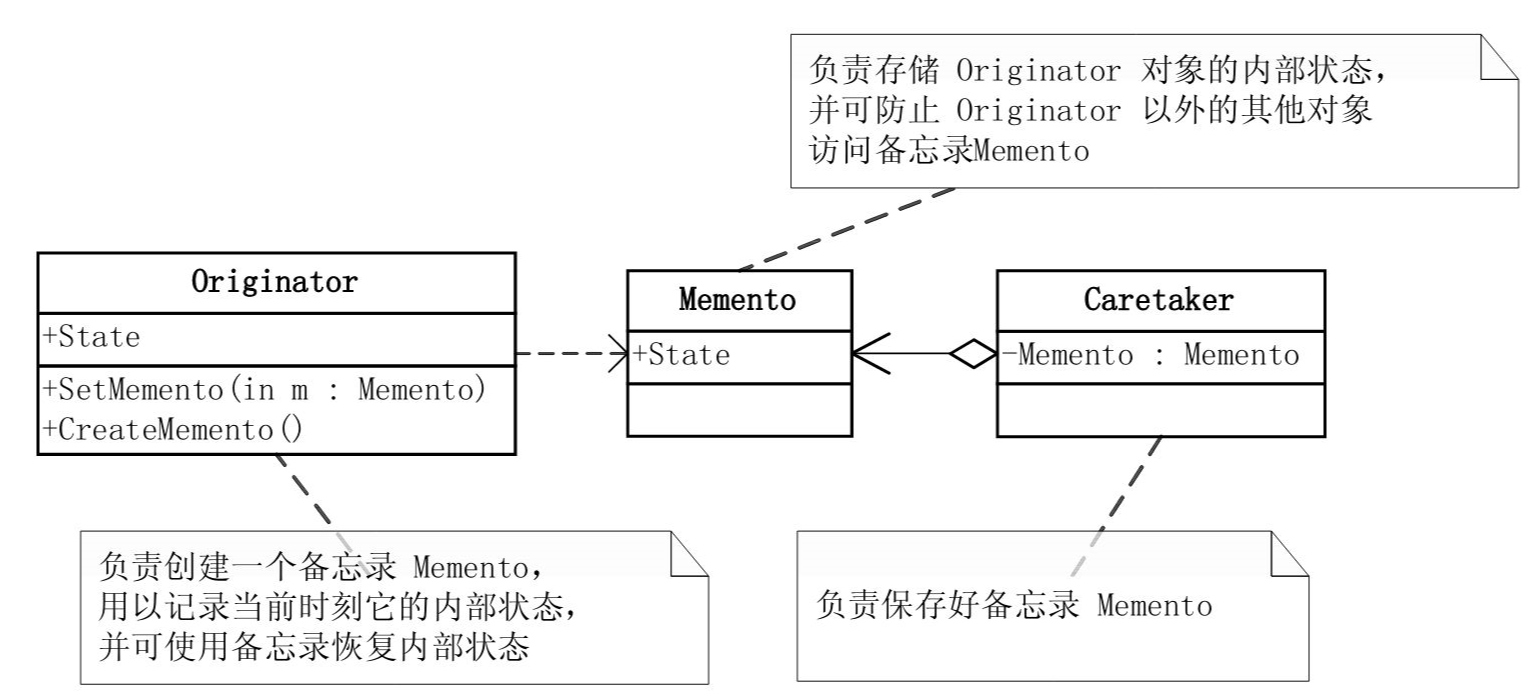 负责存储 Originator 对象的内部状态，
并可防止 Originator 以外的其他对象
访问备忘录Memento
Originator
+State
+SetMemento(in m : Memento)
+CreateMemento()
Memento
+State
Caretaker
-Memento : Memento
负责创建一个备忘录 Memento，
用以记录当前时刻它的内部状态，
并可使用备忘录恢复内部状态
负责保存好备忘录 Memento